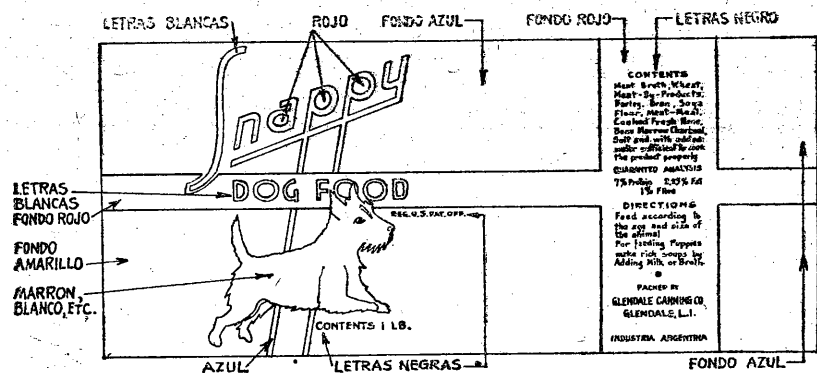 LETRAS BLANCAS
ROJO
FONDO AZUL
FONDO ROJO
LETRAS NEGRO
Snappy
DOG FOOD
REG. U.S. PAT. OFF.
CONTENTS 1 LB.
LETRAS
BLANCAS
FONDO ROJO
FONDO
AMARILLO
MARRON,
BLANCO, ETC.
AZUL
LETRAS NEGRAS
CONTENTS
Meat Broth, Wheat,
Meat-By-Products,
Barley, Bran, Soya
Flour, Meat-Meal,
Cooked Fresh Bone,
Bone Marrow Charcoal,
Salt and with added
water sufficient to cook
the product properly
GUARANTED ANALYSIS
7% Protein 2,25% Fat
1% Fibre
DIRECTIONS
Feed according to
the age and size of
the animal
For feeding Puppies
make rich soups by
Adding Milk or Broth.
PACKED BY
GLENDALE CANNING CO.
GLENDALE, L.I.
INDUSTRIA ARGENTINA
FONDO AZUL